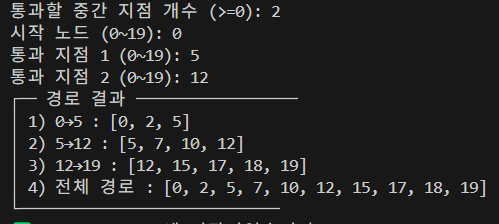 통과할 중간 지점 개수 (>=0): 2
시작 노드 (0~19): 0
통과 지점 1 (0~19): 5
통과 지점 2 (0~19): 12
경로 결과
1) 0→5 : [0, 2, 5]
2) 5→12 : [5, 7, 10, 12]
3) 12→19 : [12, 15, 17, 18, 19]
4) 전체 경로 : [0, 2, 5, 7, 10, 12, 15, 17, 18, 19]